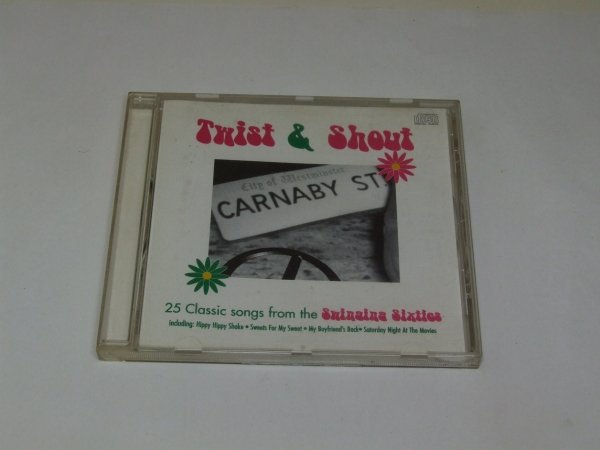 Twist & Shout
City of Westminster
CARNABY ST.
25 Classic songs from the Swinging Sixties
including: Hippy Hippy Shake • Sweets For My Sweet • My Boyfriend's Back • Saturday Night At The Movies